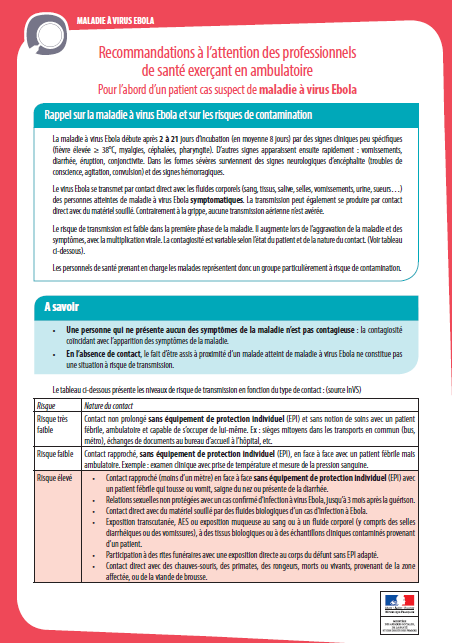 MALADIE À VIRUS EBOLA
Recommandations à l'attention des professionnels
de santé exerçant en ambulatoire
Pour l'abord d'un patient cas suspect de maladie à virus Ebola
Rappel sur la maladie à virus Ebola et sur les risques de contamination
La maladie à virus Ebola débute après 2 à 21 jours d'incubation (en moyenne 8 jours) par des signes cliniques peu spécifiques
(fièvre élevée ≥ 38°C, myalgies, céphalées, pharyngite). D'autres signes apparaissent ensuite rapidement : vomissements,
diarrhée, éruption, conjonctivite. Dans les formes sévères surviennent des signes neurologiques d'encéphalite (troubles de
conscience, agitation, convulsion) et des signes hémorragiques.
Le virus Ebola se transmet par contact direct avec les fluides corporels (sang, tissus, salive, selles, vomissements, urine, sueurs…)
des personnes atteintes de maladie à virus Ebola symptomatiques. La transmission peut également se produire par contact
direct avec du matériel souillé. Contrairement à la grippe, aucune transmission aérienne n'est avérée.
Le risque de transmission est faible dans la première phase de la maladie. Il augmente lors de l'aggravation de la maladie et des
symptômes, avec la multiplication virale. La contagiosité est variable selon l'état du patient et de la nature du contact. (Voir tableau
ci-dessous).
Les personnels de santé prenant en charge les malades représentent donc un groupe particulièrement à risque de contamination.
A savoir
• Une personne qui ne présente aucun des symptômes de la maladie n'est pas contagieuse : la contagiosité
coïncidant avec l'apparition des symptômes de la maladie.
• En l'absence de contact, le fait d'être assis à proximité d'un malade atteint de maladie à virus Ebola ne constitue pas
une situation à risque de transmission.
Le tableau ci-dessous présente les niveaux de risque de transmission en fonction du type de contact : (source InVS)
Risque Nature du contact
Risque très faible Contact non prolongé sans équipement de protection individuel (EPI) et sans notion de soins avec un patient
fébrile, ambulatoire et capable de s'occuper de lui-même. Ex : sièges mitoyens dans les transports en commun (bus,
métro), échanges de documents au bureau d'accueil à l'hôpital, etc.
Risque faible Contact rapproché, sans équipement de protection individuel (EPI), en face à face avec un patient fébrile mais
ambulatoire. Exemple : examen clinique avec prise de température et mesure de la pression sanguine.
Risque élevé • Contact rapproché (moins d'un mètre) en face à face sans équipement de protection individuel (EPI) avec
un patient fébrile qui tousse ou vomit, saigne du nez ou présente de la diarrhée.
• Relations sexuelles non protégées avec un cas confirmé d'infection à virus Ebola, jusqu'à 3 mois après la guérison.
• Contact direct avec du matériel souillé par des fluides biologiques d'un cas d'infection à Ebola.
• Exposition transcutanée, AES ou exposition muqueuse au sang ou à un fluide corporel (y compris des selles
diarrhéiques ou des vomissures), à des tissus biologiques ou à des échantillons cliniques contaminés provenant
d'un patient.
• Participation à des rites funéraires avec une exposition directe au corps du défunt sans EPI adapté.
• Contact direct avec des chauves-souris, des primates, des rongeurs, morts ou vivants, provenant de la zone
affectée, ou de la viande de brousse.
RÉPUBLIQUE FRANÇAISE